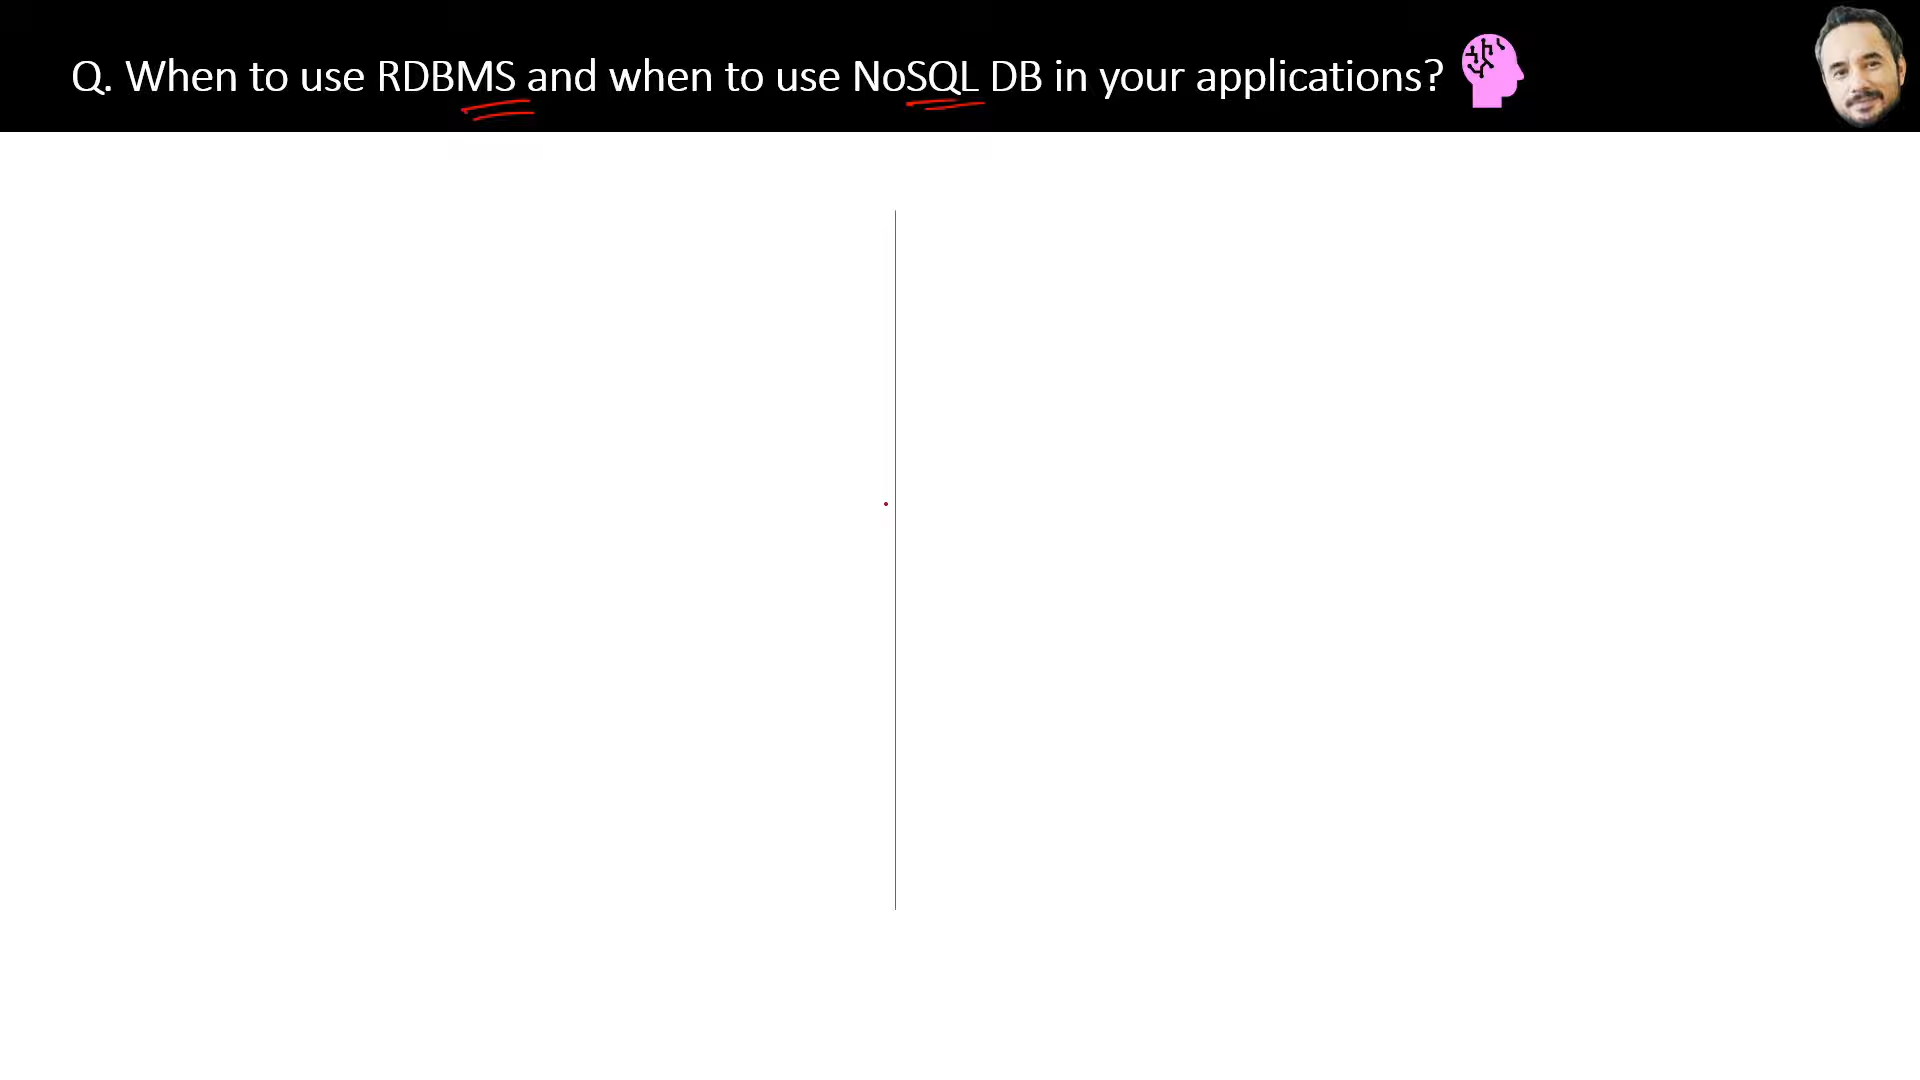 Q. When to use RDBMS and when to use NoSQL DB in your applications?